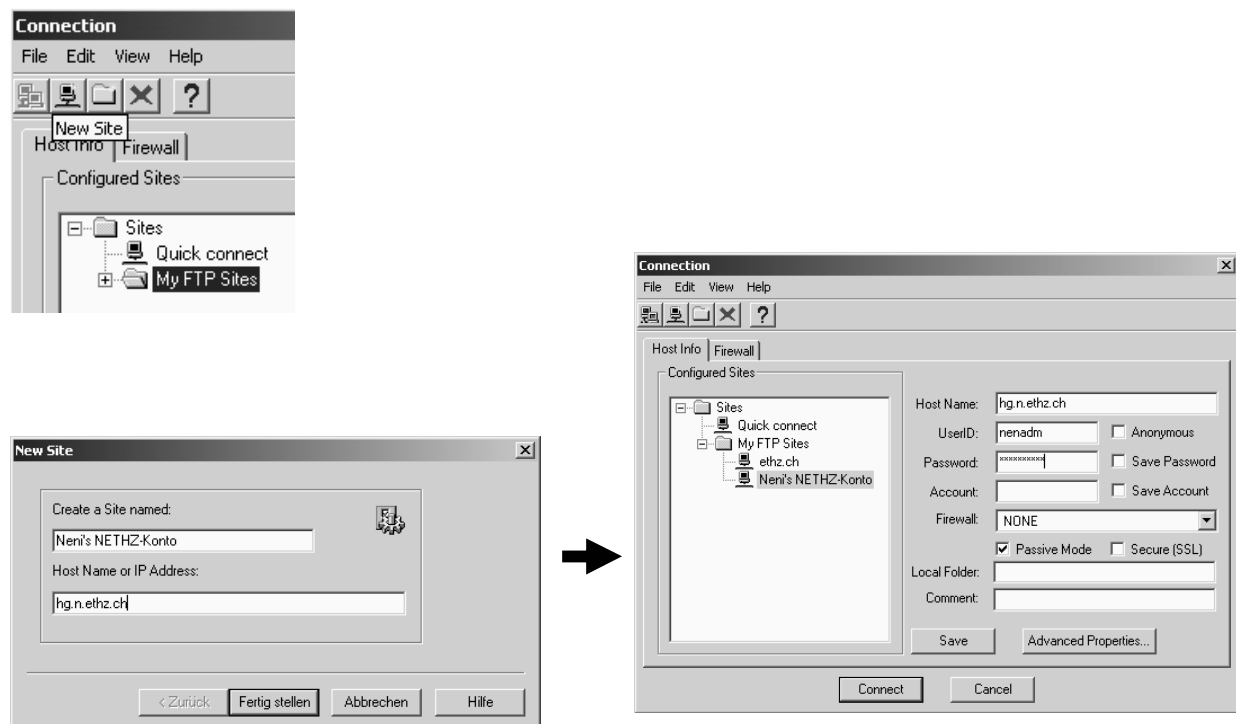 Connection
File Edit View Help
?
New Site
Host Info Firewall
Configured Sites
Sites
Quick connect
My FTP Sites
New Site
Create a Site named:
Neni's NETHZ-Konto
Host Name or IP Address:
hg.n.ethz.ch
< Zurück Fertig stellen Abbrechen Hilfe
Connection
File Edit View Help
?
Host Info Firewall
Configured Sites
Sites
Quick connect
My FTP Sites
ethz.ch
Neni's NETHZ-Konto
Host Name: hg.n.ethz.ch
UserID: nenadm Anonymous
Password: ********** Save Password
Account: Save Account
Firewall: NONE
Passive Mode Secure (SSL)
Local Folder:
Comment:
Save Advanced Properties...
Connect Cancel